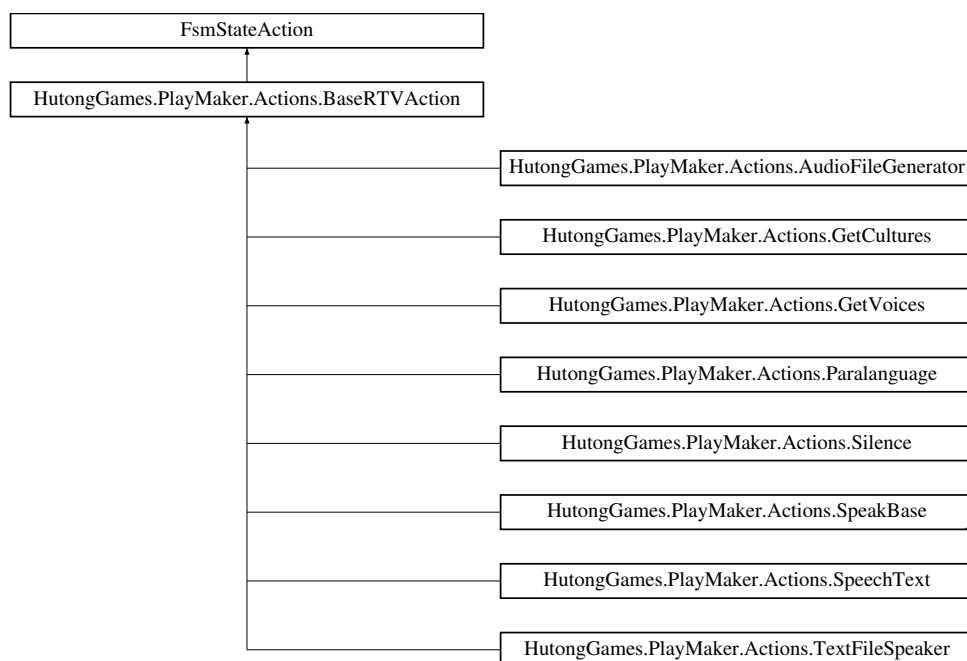 FsmStateAction
HutongGames.PlayMaker.Actions.BaseRTVAction
HutongGames.PlayMaker.Actions.AudioFileGenerator
HutongGames.PlayMaker.Actions.GetCultures
HutongGames.PlayMaker.Actions.GetVoices
HutongGames.PlayMaker.Actions.Paralanguage
HutongGames.PlayMaker.Actions.Silence
HutongGames.PlayMaker.Actions.SpeakBase
HutongGames.PlayMaker.Actions.SpeechText
HutongGames.PlayMaker.Actions.TextFileSpeaker